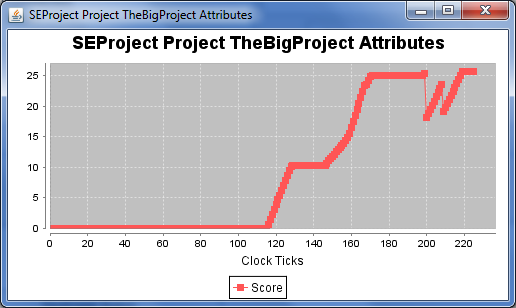 SEProject Project TheBigProject Attributes
SEProject Project TheBigProject Attributes
25
20
15
10
5
0
0 20 40 60 80 100 120 140 160 180 200 220
Clock Ticks
Score